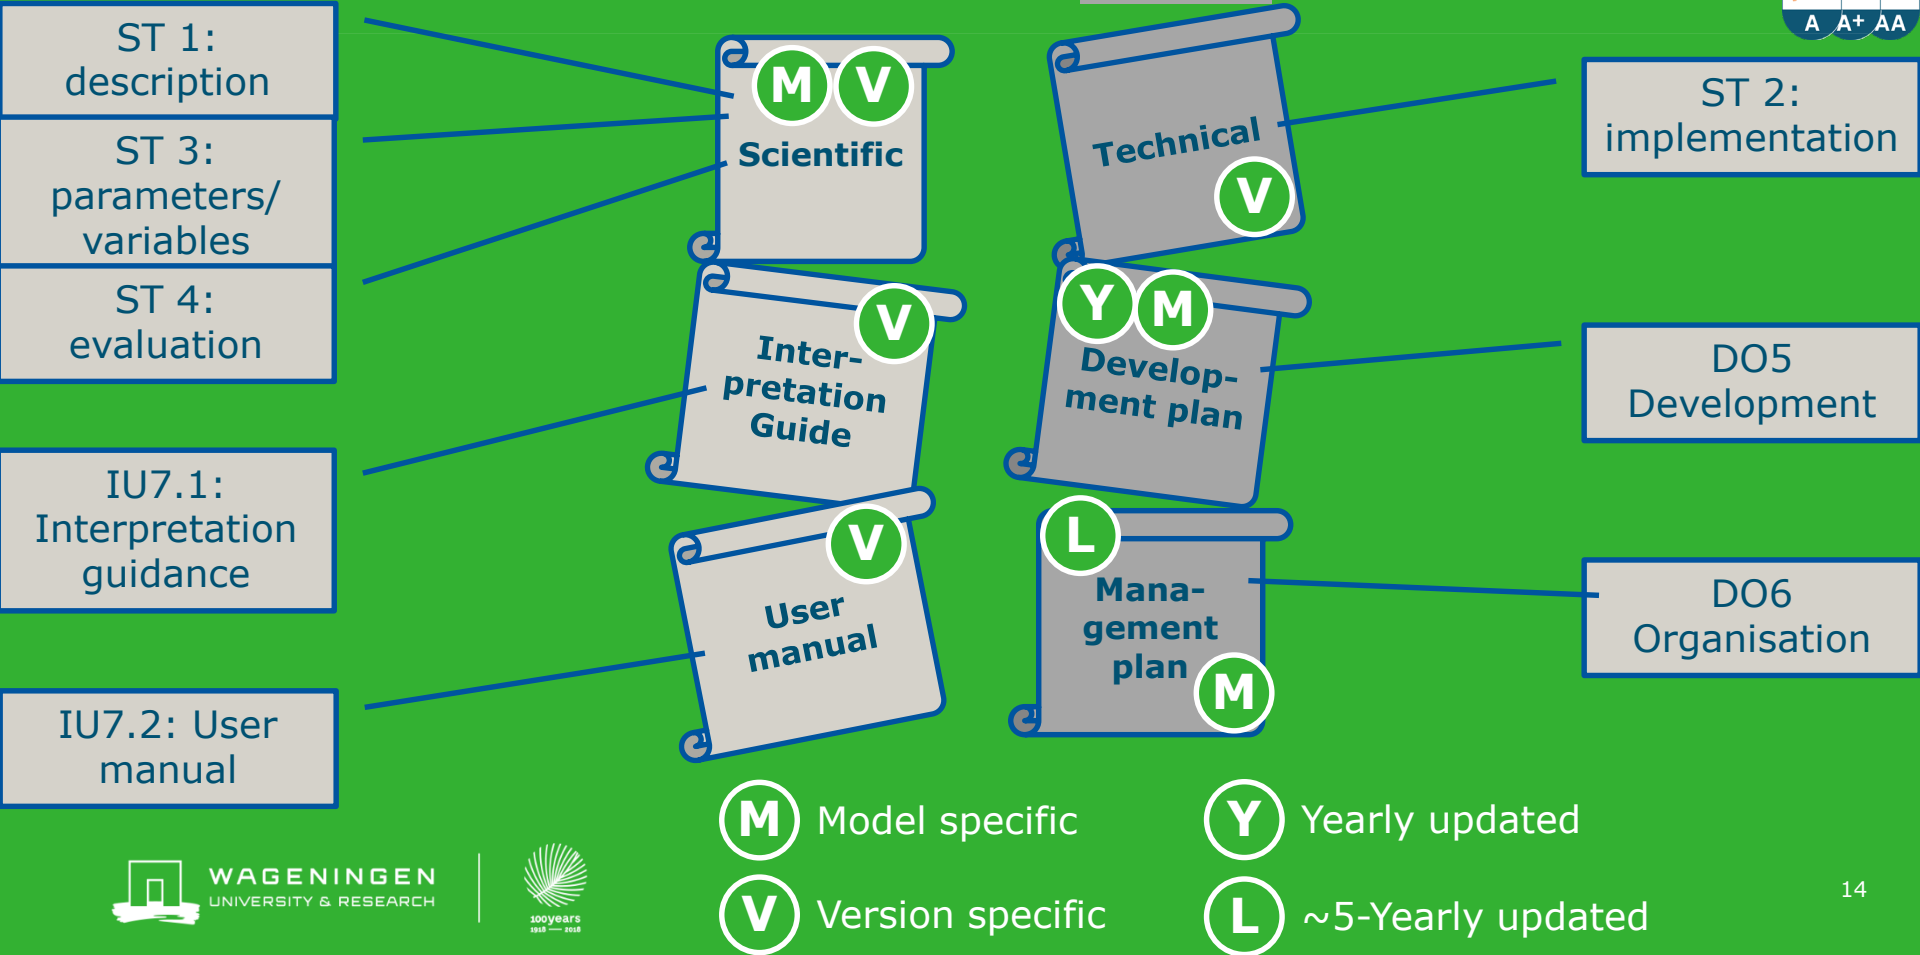 ST 1:
description
ST 3:
parameters/
variables
ST 4:
evaluation
IU7.1:
Interpretation
guidance
IU7.2: User
manual
M V
Scientific
V
Inter-
pretation
Guide
V
User
manual
Technical
V
Y M
Develop-
ment plan
L
Mana-
gement
plan
M
A A+ AA
ST 2:
implementation
DO5
Development
DO6
Organisation
M Model specific
V Version specific
Y Yearly updated
L ~5-Yearly updated
WAGENINGEN
UNIVERSITY & RESEARCH
100years
1918 — 2018
14